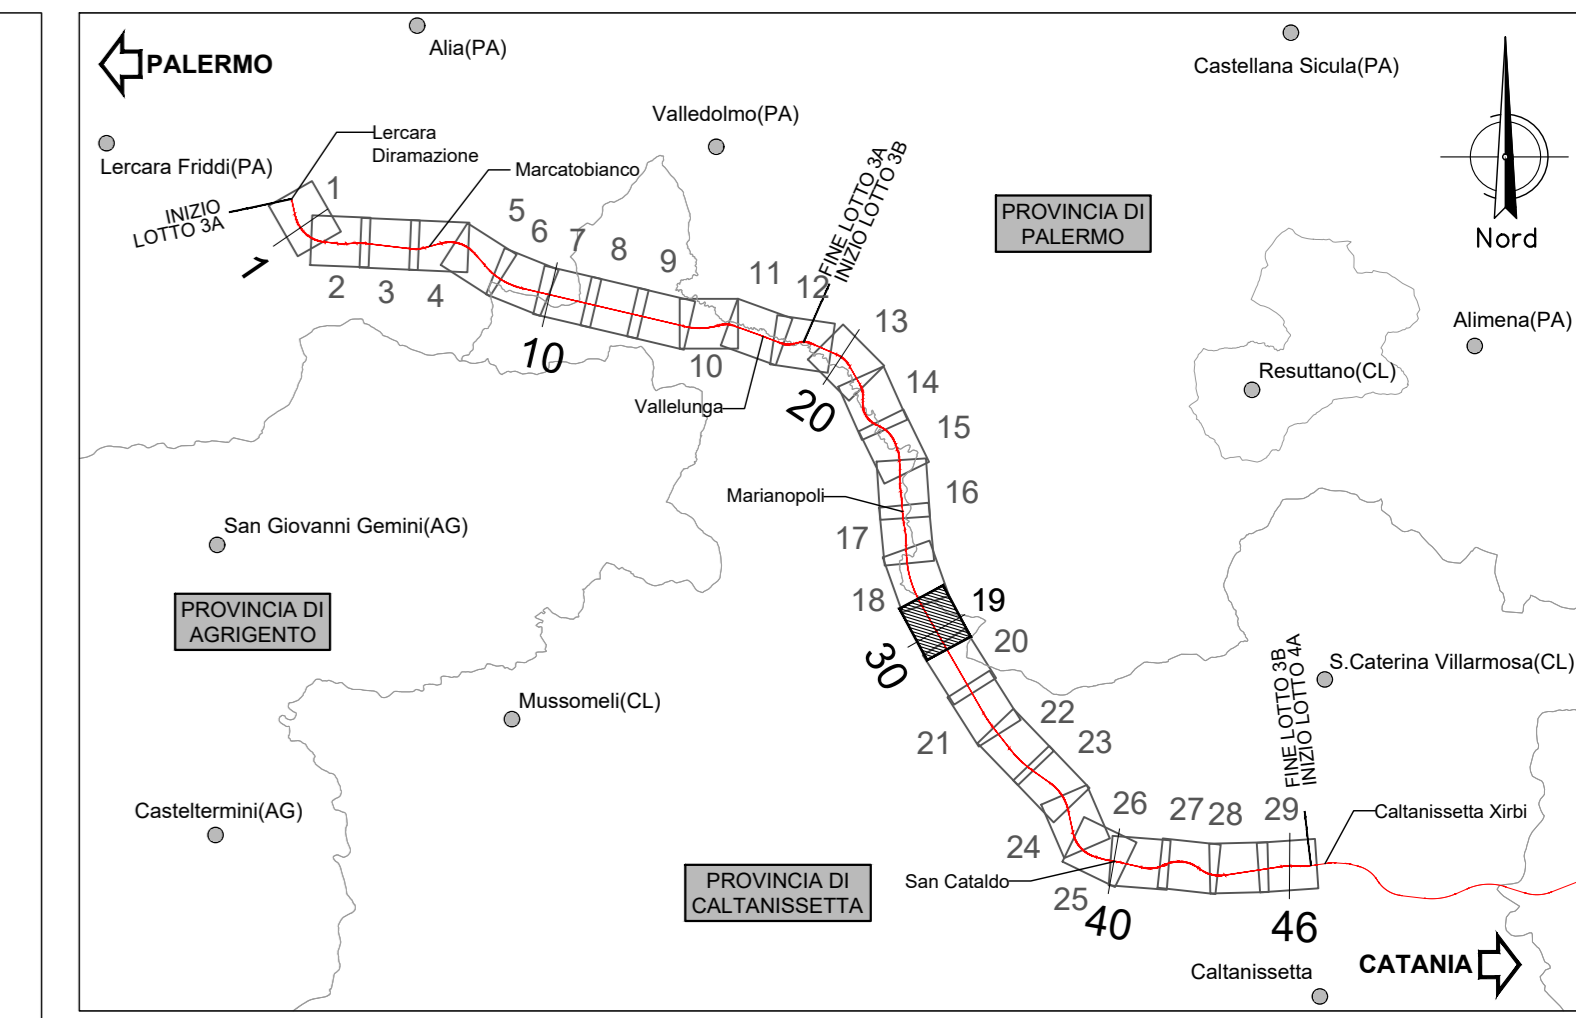 PALERMO
Alia(PA)
Castellana Sicula(PA)
Valledolmo(PA)
Lercara
Diramazione
Lercara Friddi(PA)
Marcatobianco
INIZIO
LOTTO 3A
FINE LOTTO 3A
INIZIO LOTTO 3B
PROVINCIA DI
PALERMO
Nord
1
1
2
3
4
5
6
7
8
9
10
10
11
12
13
Alimena(PA)
Resuttano(CL)
Vallelunga
20
14
15
Marianopoli
16
17
San Giovanni Gemini(AG)
PROVINCIA DI
AGRIGENTO
18
19
20
30
S.Caterina Villarmosa(CL)
FINE LOTTO 3B
INIZIO LOTTO 4A
Mussomeli(CL)
21
22
23
Casteltermini(AG)
24
25
26
27
28
29
Caltanissetta Xirbi
San Cataldo
PROVINCIA DI
CALTANISSETTA
40
46
CATANIA
Caltanissetta